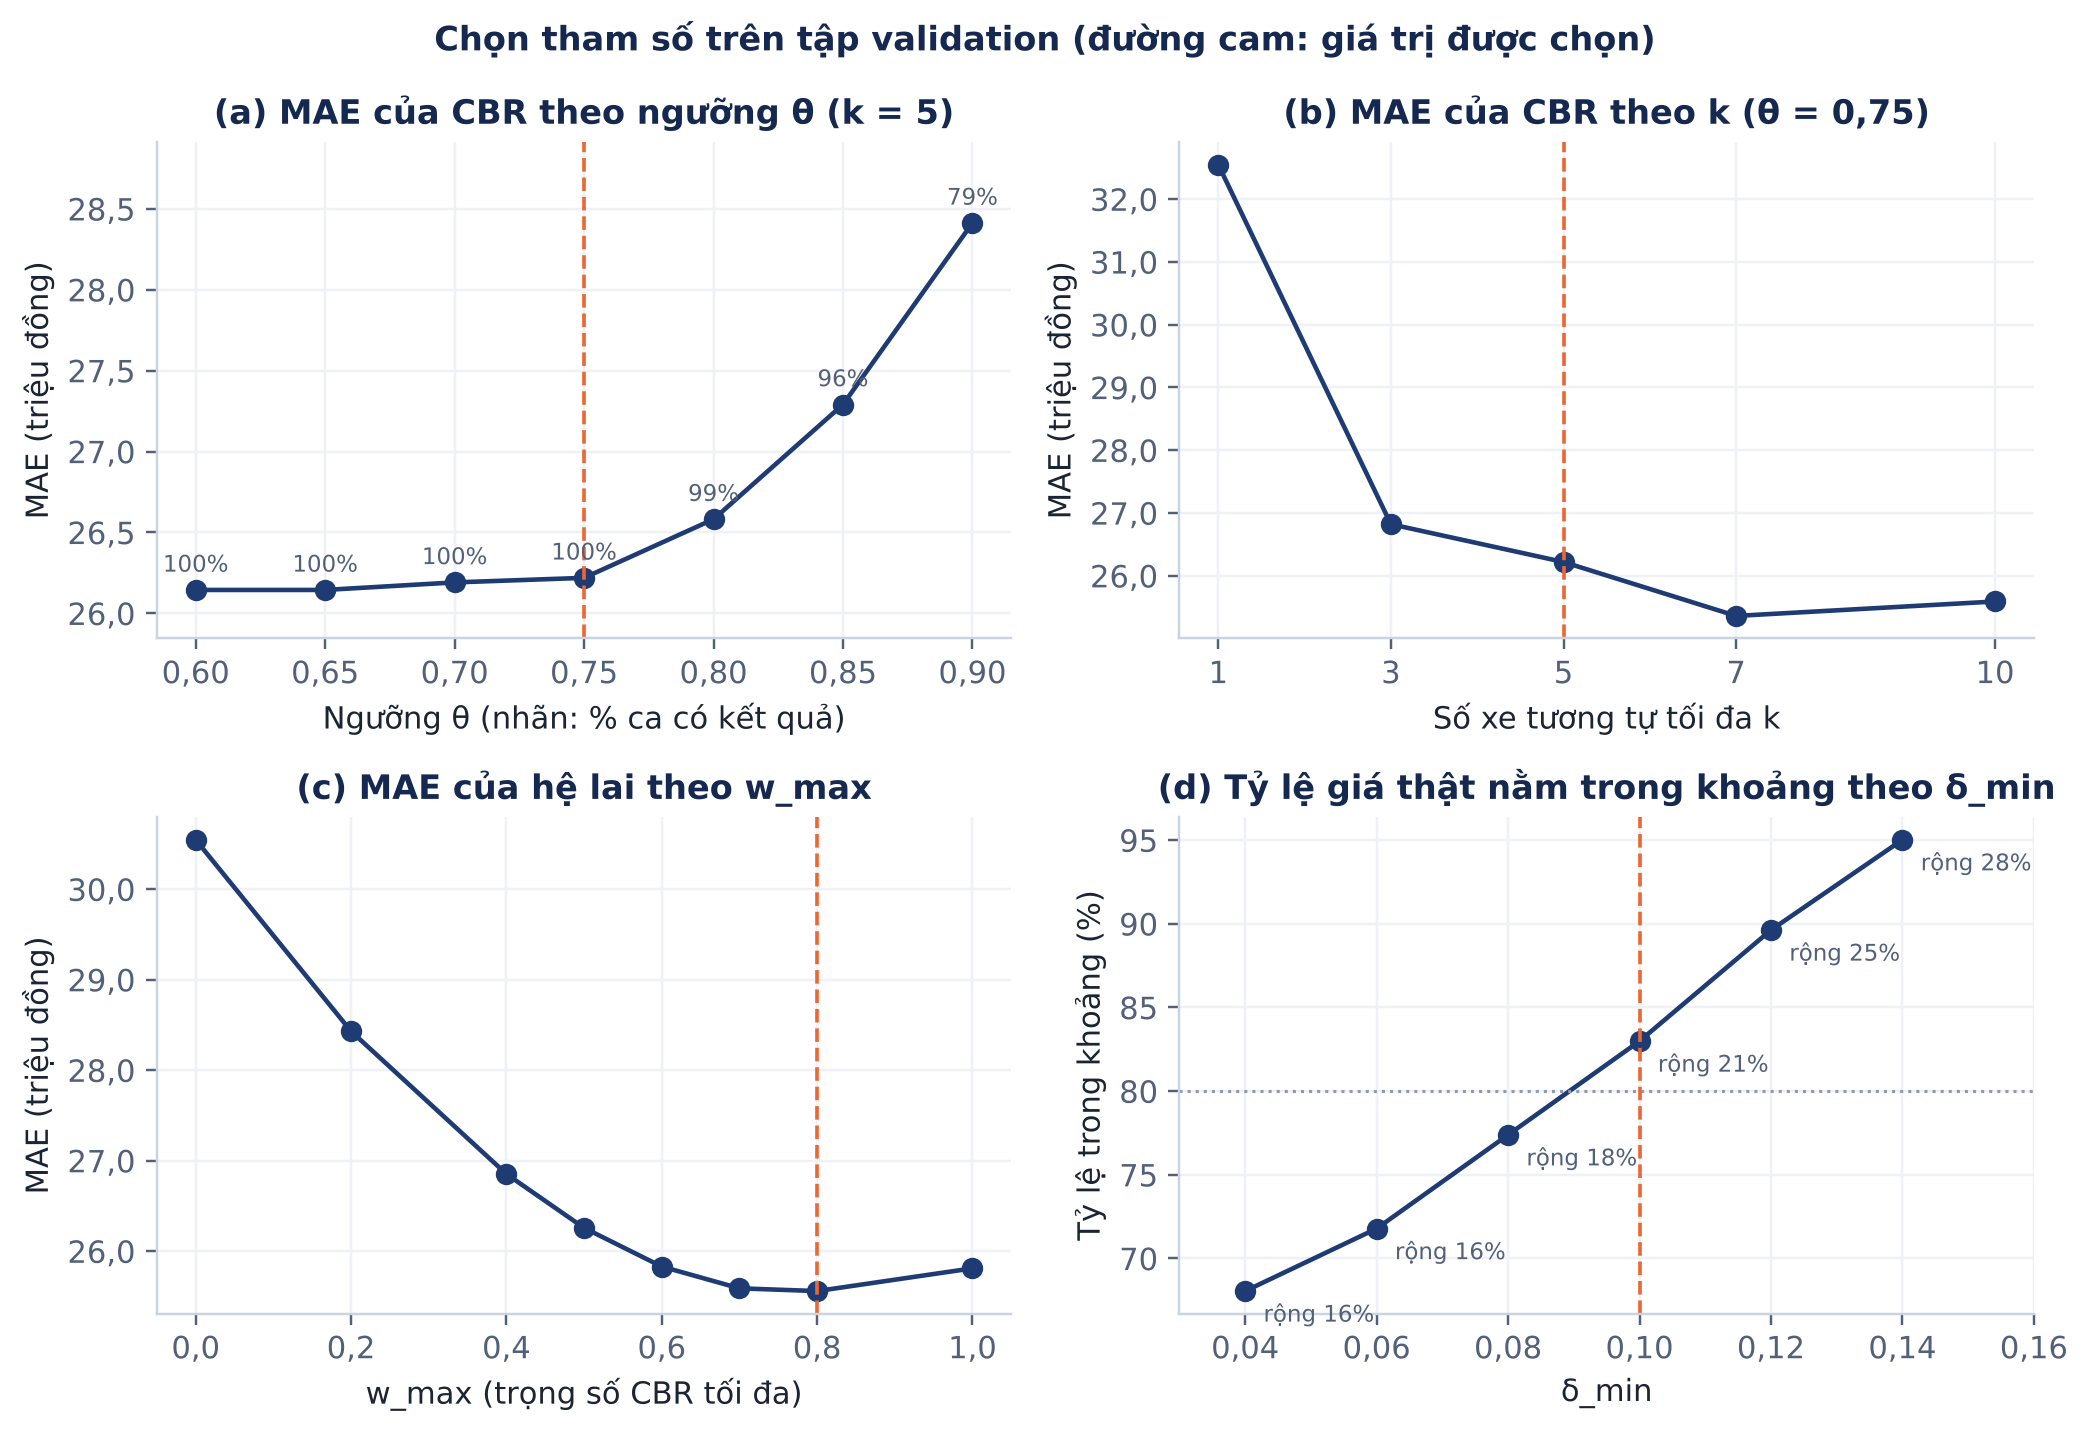 Chọn tham số trên tập validation (đường cam: giá trị được chọn)
(a) MAE của CBR theo ngưỡng θ (k = 5)
MAE (triệu đồng)
28,5
28,0
27,5
27,0
26,5
26,0
100%
100%
100%
100%
99%
96%
79%
0,60
0,65
0,70
0,75
0,80
0,85
0,90
Ngưỡng θ (nhãn: % ca có kết quả)
(b) MAE của CBR theo k (θ = 0,75)
MAE (triệu đồng)
32,0
31,0
30,0
29,0
28,0
27,0
26,0
1
3
5
7
10
Số xe tương tự tối đa k
(c) MAE của hệ lai theo w_max
MAE (triệu đồng)
30,0
29,0
28,0
27,0
26,0
0,0
0,2
0,4
0,6
0,8
1,0
w_max (trọng số CBR tối đa)
(d) Tỷ lệ giá thật nằm trong khoảng theo δ_min
Tỷ lệ trong khoảng (%)
95
90
85
80
75
70
rộng 16%
rộng 16%
rộng 18%
rộng 21%
rộng 25%
rộng 28%
0,04
0,06
0,08
0,10
0,12
0,14
0,16
δ_min